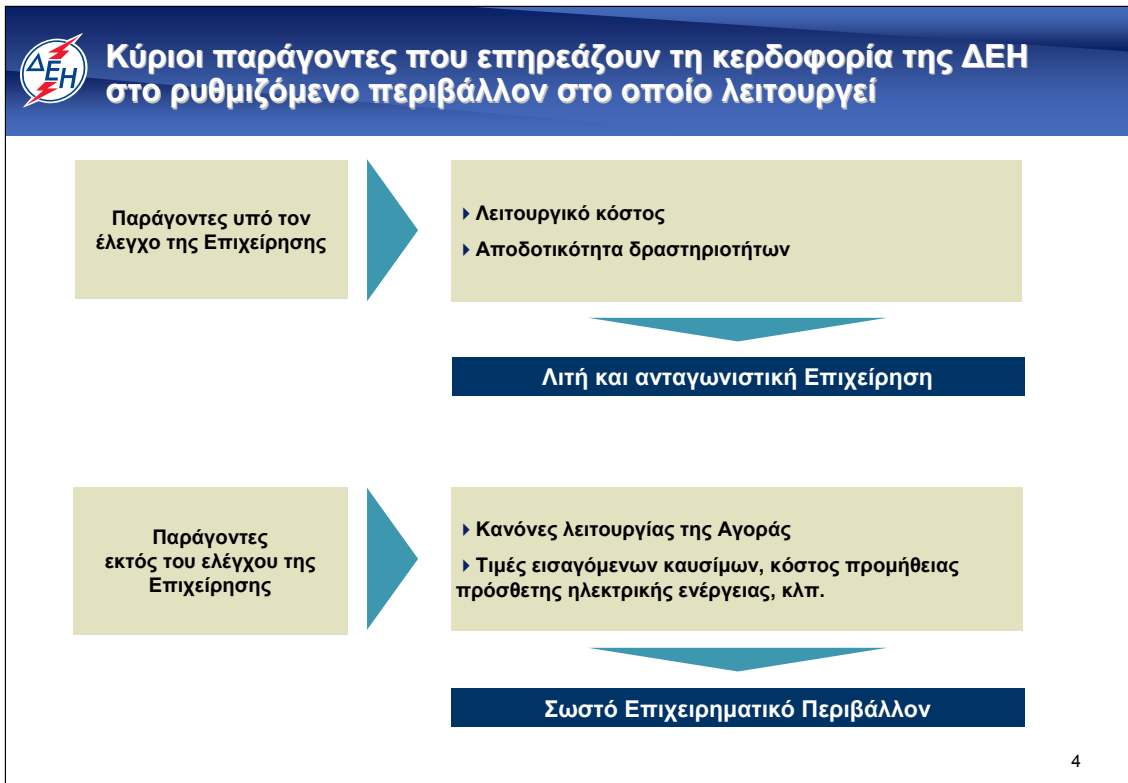 ΔΕΗ
Κύριοι παράγοντες που επηρεάζουν τη κερδοφορία της ΔΕΗ
στο ρυθμιζόμενο περιβάλλον στο οποίο λειτουργεί
Παράγοντες υπό τον
έλεγχο της Επιχείρησης
Λειτουργικό κόστος
Αποδοτικότητα δραστηριοτήτων
Λιτή και ανταγωνιστική Επιχείρηση
Παράγοντες
εκτός του ελέγχου της
Επιχείρησης
Κανόνες λειτουργίας της Αγοράς
Τιμές εισαγόμενων καυσίμων, κόστος προμήθειας
πρόσθετης ηλεκτρικής ενέργειας, κλπ.
Σωστό Επιχειρηματικό Περιβάλλον
4